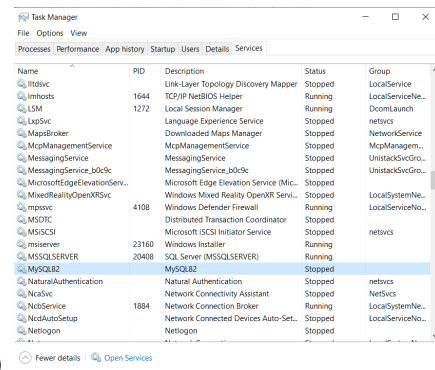 Task Manager
File Options View
Processes Performance App history Startup Users Details Services
Name PID Description Status Group
lltdsvc Link-Layer Topology Discovery Mapper Stopped LocalService
lmhosts 1644 TCP/IP NetBIOS Helper Running LocalServiceNe...
LSM 1272 Local Session Manager Running DcomLaunch
LxpSvc Language Experience Service Stopped netsvcs
MapsBroker Downloaded Maps Manager Stopped NetworkService
McpManagementService McpManagementService Stopped McpManagem...
MessagingService MessagingService Stopped UnistackSvcGro...
MessagingService_b0c9c MessagingService_b0c9c Stopped UnistackSvcGro...
MicrosoftEdgeElevationServ... Microsoft Edge Elevation Service (Mic... Stopped
MixedRealityOpenXRSvc Windows Mixed Reality OpenXR Servi... Stopped LocalSystemNe...
mpssvc 4108 Windows Defender Firewall Running LocalServiceNo...
MSDTC Distributed Transaction Coordinator Stopped
MSiSCSI Microsoft iSCSI Initiator Service Stopped netsvcs
msiserver 23160 Windows Installer Running
MSSQLSERVER 20408 SQL Server (MSSQLSERVER) Running
MySQL82 MySQL82 Stopped
NaturalAuthentication Natural Authentication Stopped netsvcs
NcaSvc Network Connectivity Assistant Stopped NetSvcs
NcbService 1884 Network Connection Broker Running LocalSystemNe...
NcdAutoSetup Network Connected Devices Auto-Set... Stopped LocalServiceNo...
Netlogon Netlogon Stopped
Fewer details Open Services